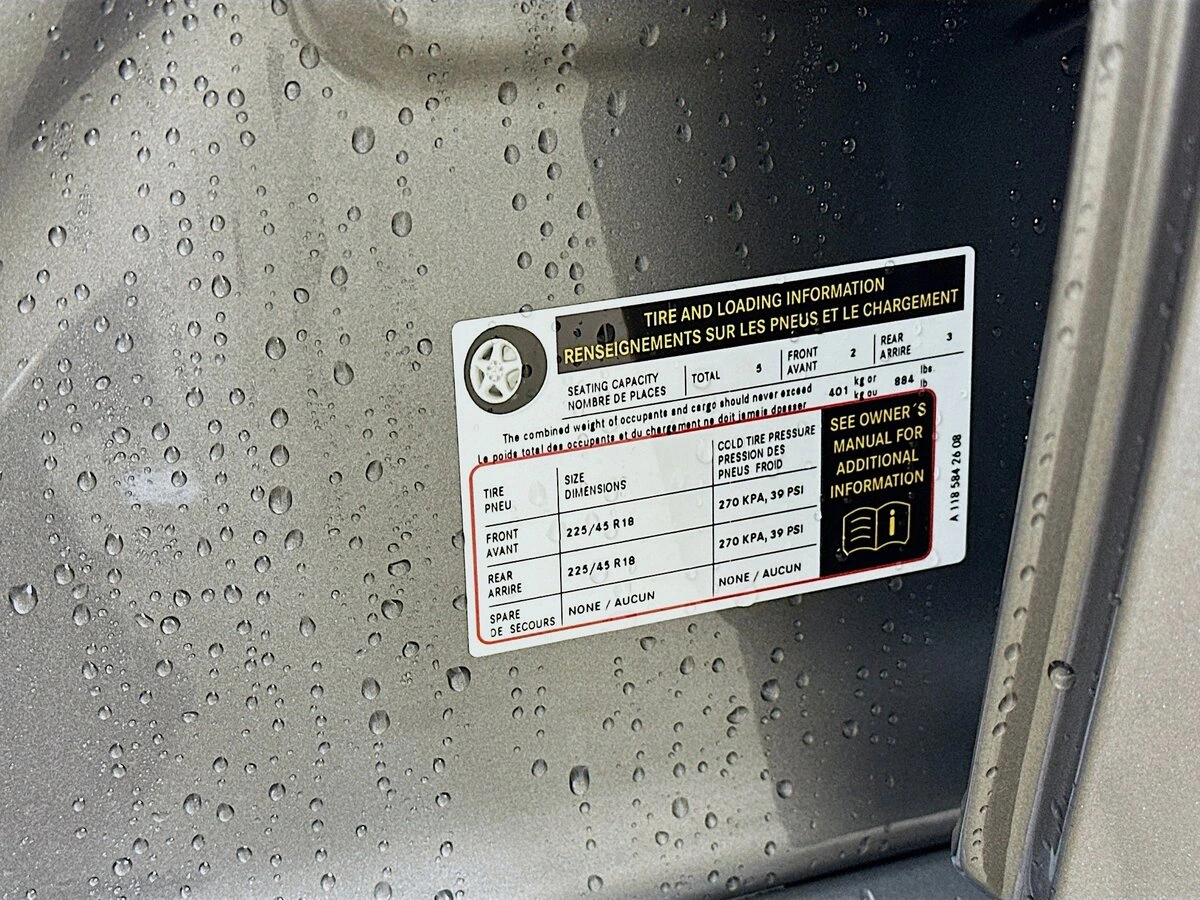 TIRE AND LOADING INFORMATION
RENSEIGNEMENTS SUR LES PNEUS ET LE CHARGEMENT
SEATING CAPACITY
NOMBRE DE PLACES
TOTAL 5
FRONT
AVANT
2
REAR
ARRIRE
3
The combined weight of occupants and cargo should never exceed
Le poids total des occupants et du chargement ne doit jamais dpasser
401
kg or
kg ou
884
lbs.
lb
TIRE
PNEU
SIZE
DIMENSIONS
COLD TIRE PRESSURE
PRESSION DES
PNEUS FROID
FRONT
AVANT
225/45 R18
270 KPA, 39 PSI
REAR
ARRIRE
225/45 R18
270 KPA, 39 PSI
SPARE
DE SECOURS
NONE / AUCUN
NONE / AUCUN
SEE OWNER´S
MANUAL FOR
ADDITIONAL
INFORMATION
i
A 118 584 26 08